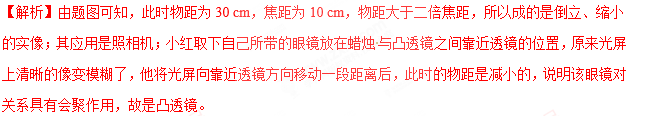 【解析】由题图可知，此时物距为 30 cm，焦距为 10 cm，物距大于二倍焦距，所以成的是倒立、缩小
的实像；其应用是照相机；小红取下自己所带的眼镜放在蜡烛与凸透镜之间靠近透镜的位置，原来光屏
上清晰的像变模糊了，他将光屏向靠近透镜方向移动一段距离后，此时的物距是减小的，说明该眼镜对
关系具有会聚作用，故是凸透镜。